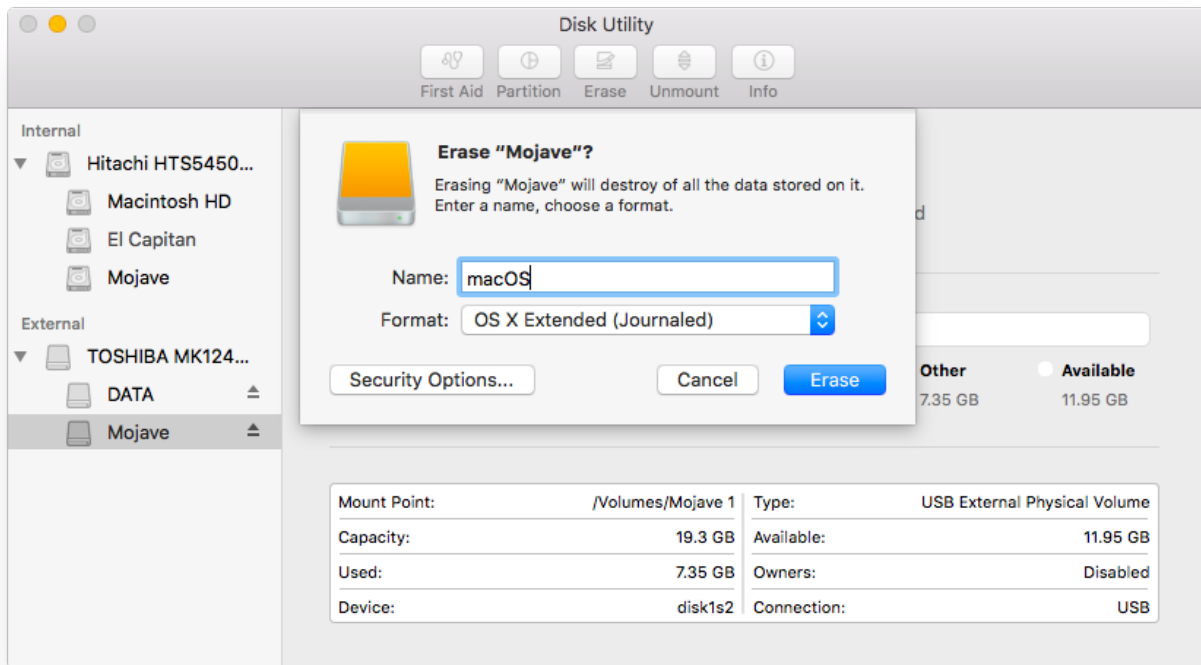 Disk Utility
First Aid Partition Erase Unmount Info
Internal
Hitachi HTS5450...
Macintosh HD
El Capitan
Mojave
External
TOSHIBA MK124...
DATA
Mojave
Erase “Mojave”?
Erasing “Mojave” will destroy of all the data stored on it.
Enter a name, choose a format.
Name: macOS
Format: OS X Extended (Journaled)
Security Options... Cancel Erase
d
Other Available
7.35 GB 11.95 GB
Mount Point: /Volumes/Mojave 1 Type: USB External Physical Volume
Capacity: 19.3 GB Available: 11.95 GB
Used: 7.35 GB Owners: Disabled
Device: disk1s2 Connection: USB